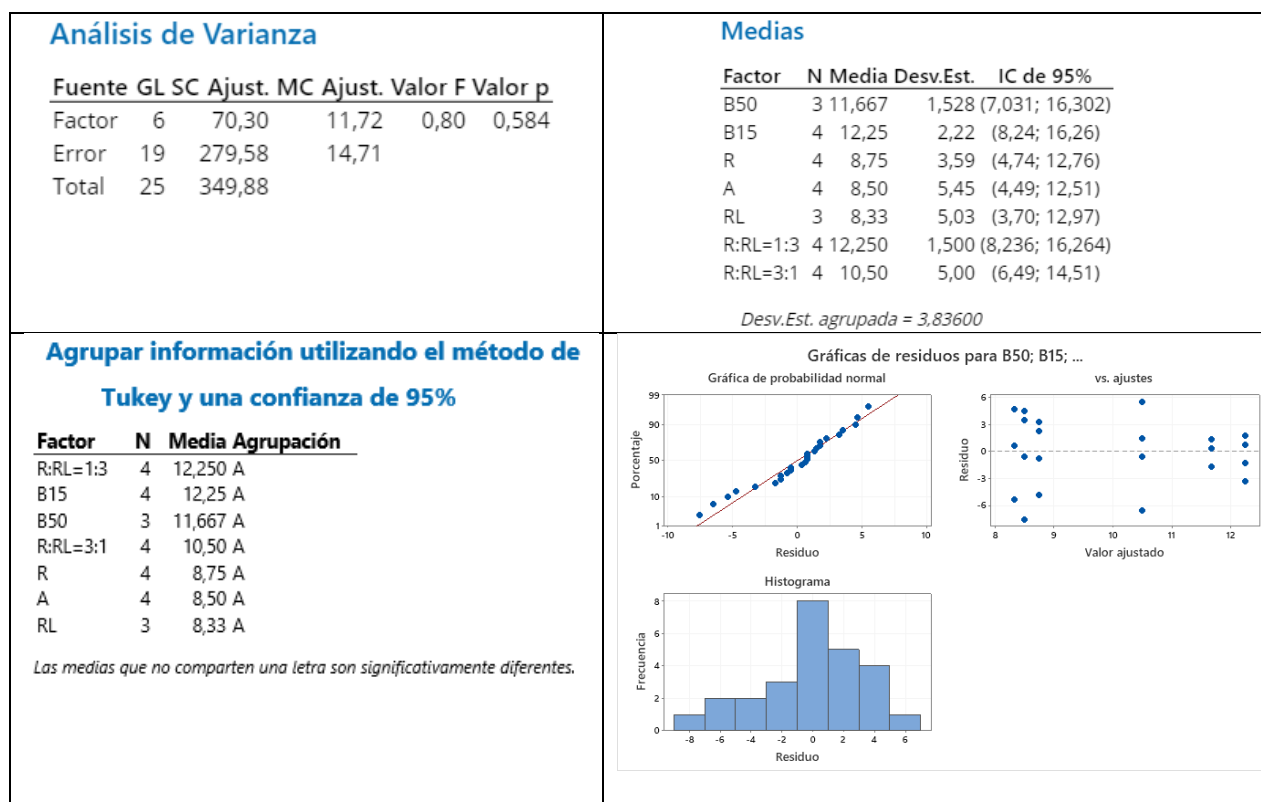 Análisis de Varianza
Fuente GL SC Ajust. MC Ajust. Valor F Valor p
Factor 6 70,30 11,72 0,80 0,584
Error 19 279,58 14,71
Total 25 349,88
Medias
Factor N Media Desv.Est. IC de 95%
B50 3 11,667 1,528 (7,031; 16,302)
B15 4 12,25 2,22 (8,24; 16,26)
R 4 8,75 3,59 (4,74; 12,76)
A 4 8,50 5,45 (4,49; 12,51)
RL 3 8,33 5,03 (3,70; 12,97)
R:RL=1:3 4 12,250 1,500 (8,236; 16,264)
R:RL=3:1 4 10,50 5,00 (6,49; 14,51)
Desv.Est. agrupada = 3,83600
Agrupar información utilizando el método de
Tukey y una confianza de 95%
Factor N Media Agrupación
R:RL=1:3 4 12,250 A
B15 4 12,25 A
B50 3 11,667 A
R:RL=3:1 4 10,50 A
R 4 8,75 A
A 4 8,50 A
RL 3 8,33 A
Las medias que no comparten una letra son significativamente diferentes.
Gráficas de residuos para B50; B15; ...
Gráfica de probabilidad normal
99
90
50
10
1
Porcentaje
-10 -5 0 5 10
Residuo
vs. ajustes
6
3
0
-3
-6
Residuo
8 9 10 11 12
Valor ajustado
Histograma
8
6
4
2
0
Frecuencia
-8 -6 -4 -2 0 2 4 6
Residuo